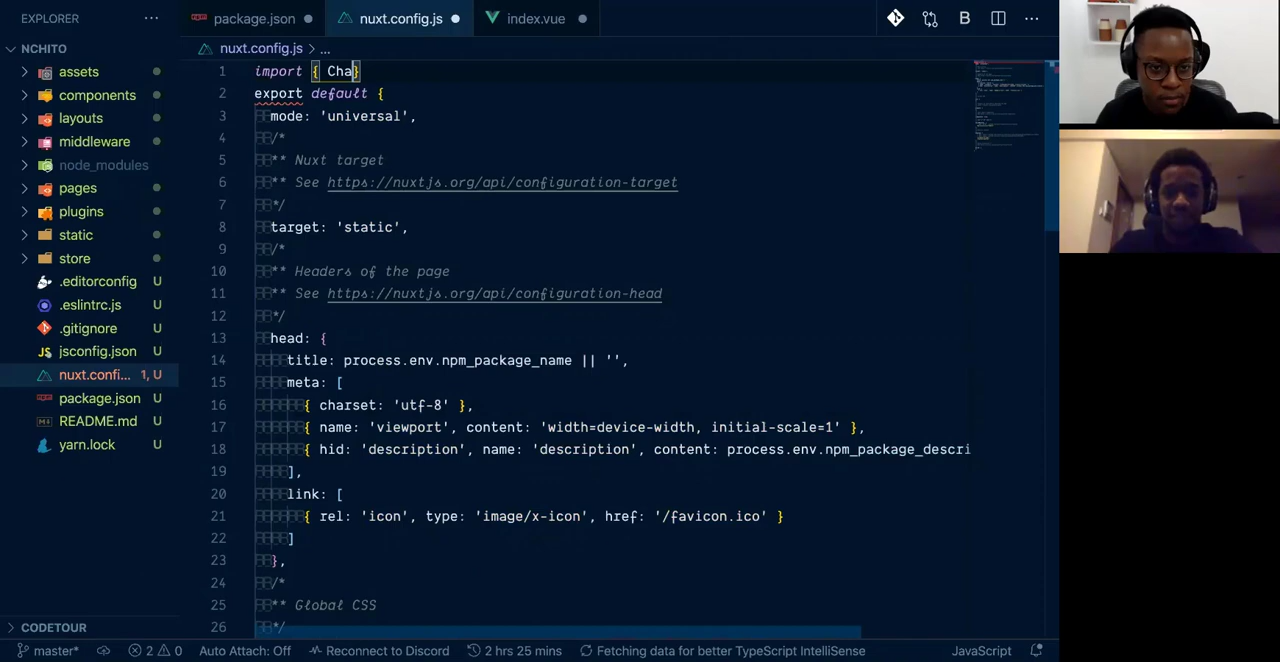 EXPLORER
NCHITO
assets
components
layouts
middleware
node_modules
pages
plugins
static
store
.editorconfig U
.eslintrc.js U
.gitignore U
jsconfig.json U
nuxt.confi... 1, U
package.json U
README.md U
yarn.lock U
CODETOUR
package.json
nuxt.config.js
index.vue
B
nuxt.config.js > ...
1 import { Cha}
2 export default {
3 mode: 'universal',
4 /*
5 ** Nuxt target
6 ** See https://nuxtjs.org/api/configuration-target
7 */
8 target: 'static',
9 /*
10 ** Headers of the page
11 ** See https://nuxtjs.org/api/configuration-head
12 */
13 head: {
14 title: process.env.npm_package_name || '',
15 meta: [
16 { charset: 'utf-8' },
17 { name: 'viewport', content: 'width=device-width, initial-scale=1' },
18 { hid: 'description', name: 'description', content: process.env.npm_package_descri
19 ],
20 link: [
21 { rel: 'icon', type: 'image/x-icon', href: '/favicon.ico' }
22 ]
23 },
24 /*
25 ** Global CSS
26 */
master* 2 0 Auto Attach: Off Reconnect to Discord 2 hrs 25 mins Fetching data for better TypeScript IntelliSense JavaScript